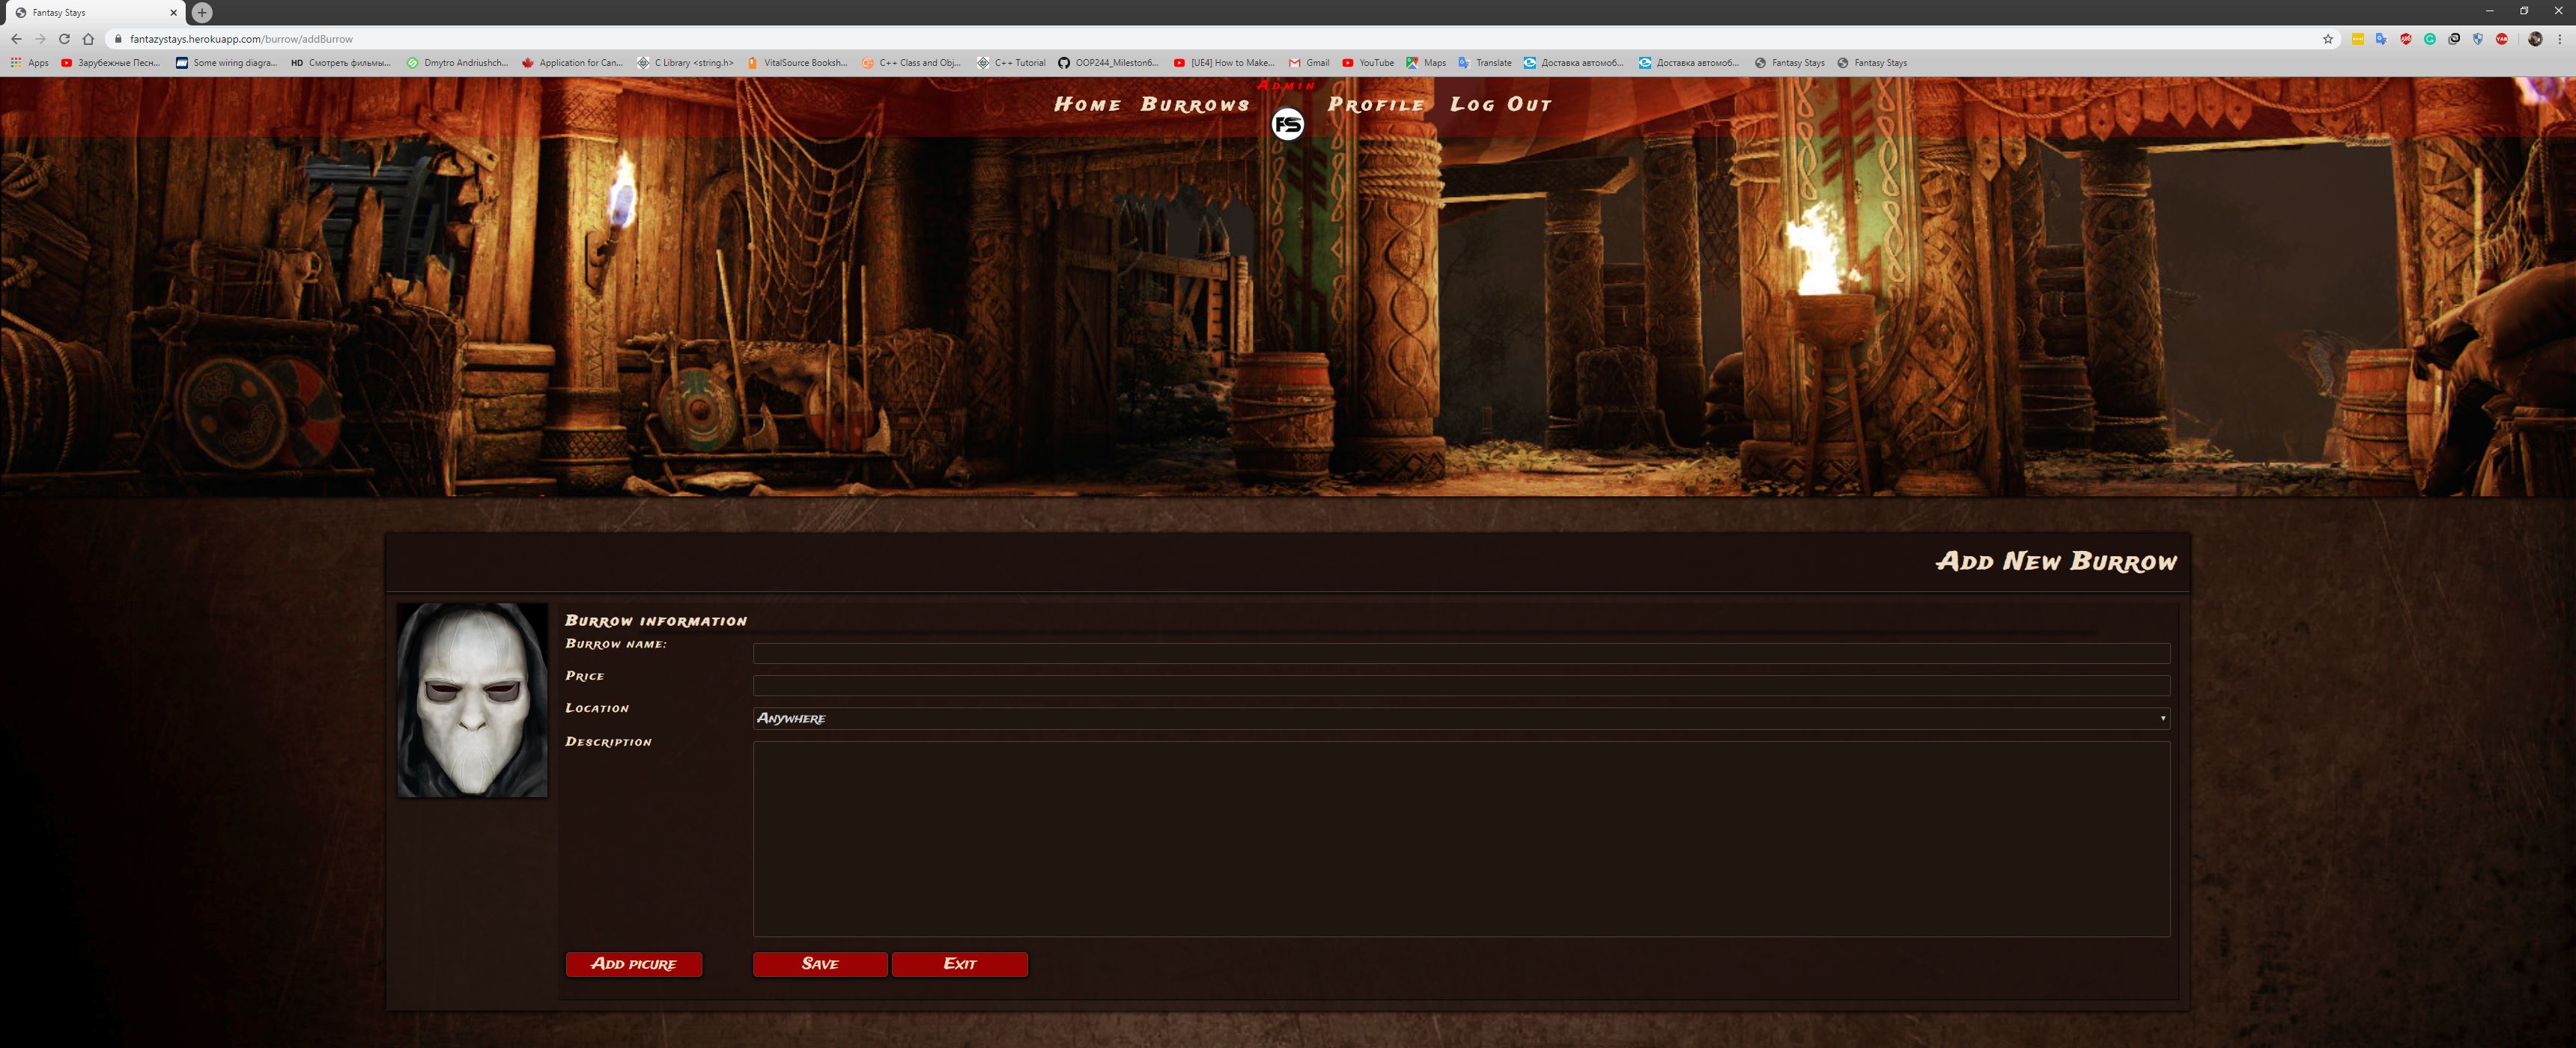 Fantasy Stays
fantazystays.herokuapp.com/burrow/addBurrow
Apps Зарубежные Песн... Some wiring diagra... HD Смотреть фильмы... Dmytro Andriushch... Application for Can... C Library <string.h> VitalSource Booksh... C++ Class and Obj... C++ Tutorial OOP244_Mileston6... [UE4] How to Make... Gmail YouTube Maps Translate Доставка автомоб... Доставка автомоб... Fantasy Stays Fantasy Stays
Admin
Home Burrows Profile Log Out
FS
Add New Burrow
Burrow information
Burrow name:
Price
Location
Anywhere
Description
Add picure Save Exit